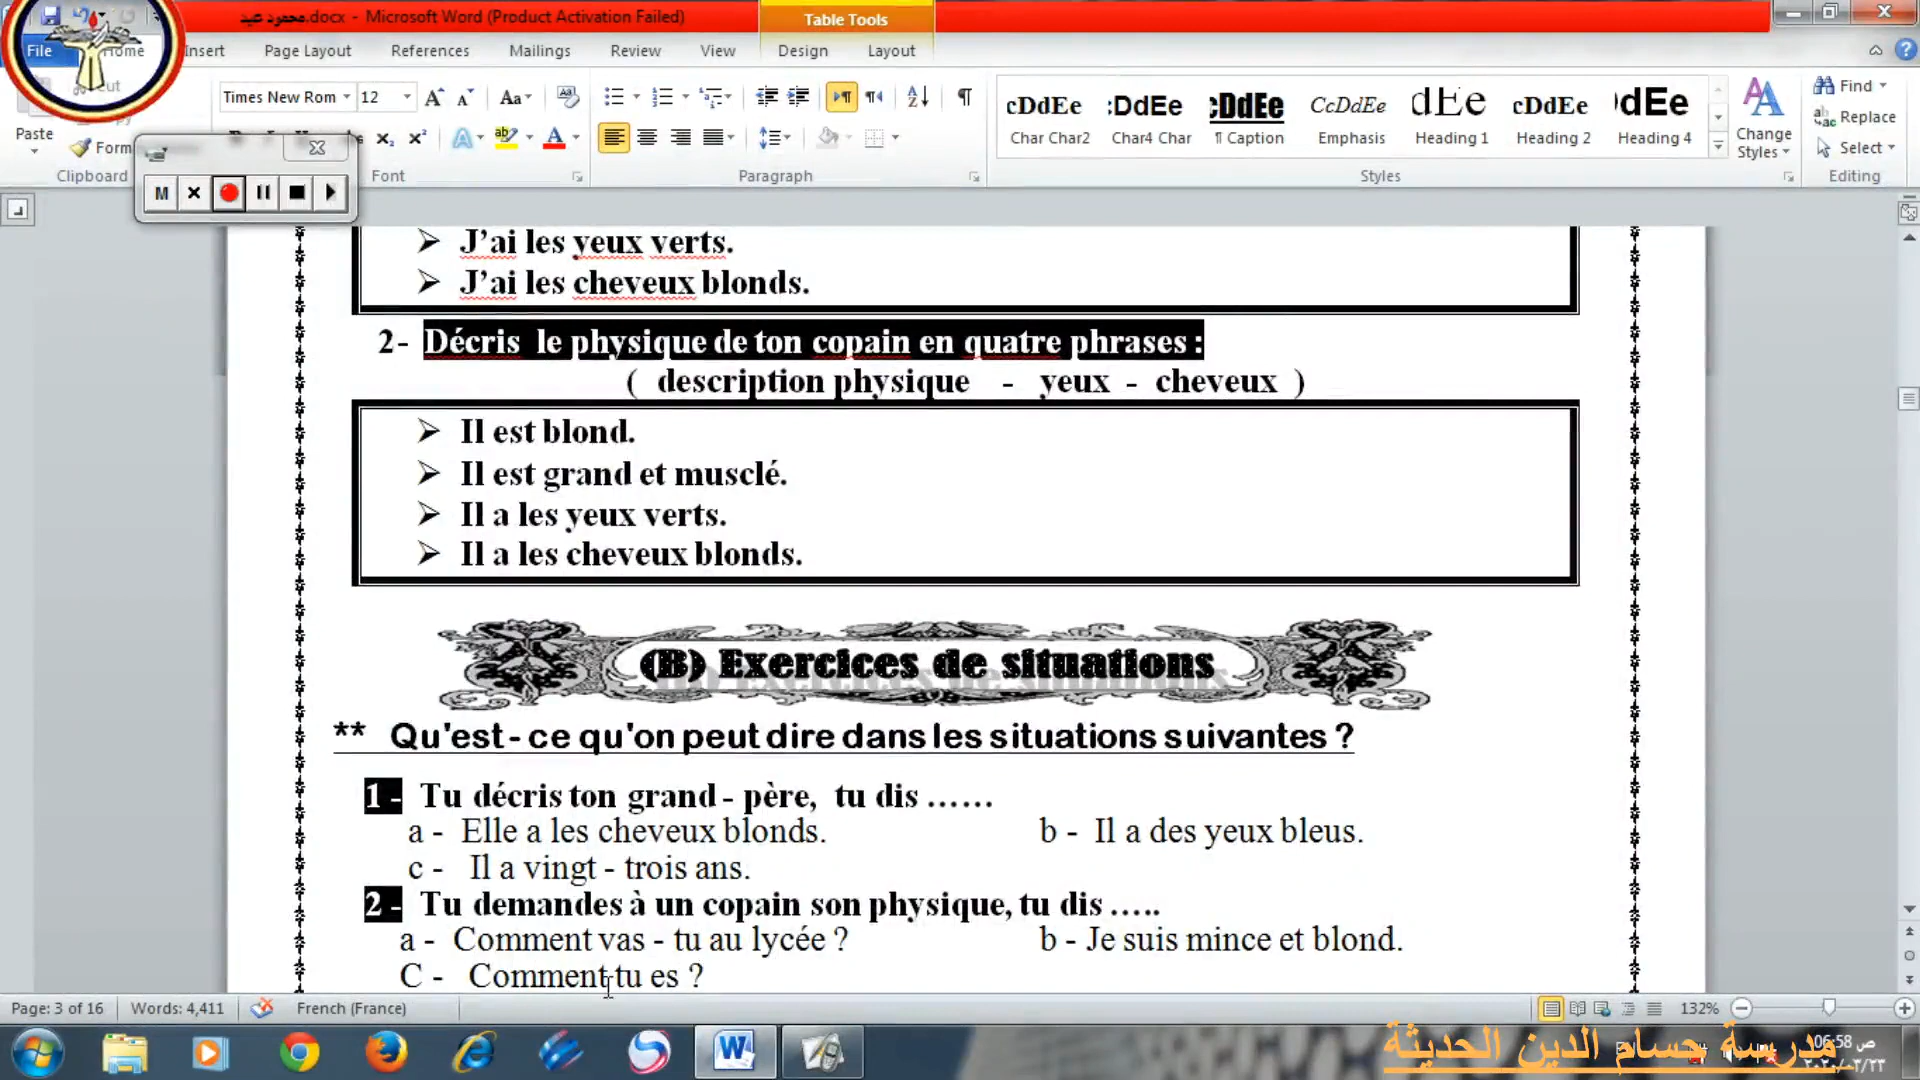 محمود عيد.docx - Microsoft Word (Product Activation Failed)
Table Tools
File Home Insert Page Layout References Mailings Review View Design Layout
Cut
Paste
Form
Times New Rom 12
Clipboard Font Paragraph Styles Editing
cDdEe :DdEe cDdEe CcDdEe dEe cDdEe dEe
Char Char2 Char4 Char ¶ Caption Emphasis Heading 1 Heading 2 Heading 4
Change Styles
Find
Replace
Select
M
J’ai les yeux verts.
J’ai les cheveux blonds.
2- Décris le physique de ton copain en quatre phrases :
( description physique - yeux - cheveux )
Il est blond.
Il est grand et musclé.
Il a les yeux verts.
Il a les cheveux blonds.
(B) Exercices de situations
** Qu'est - ce qu'on peut dire dans les situations suivantes ?
1 - Tu décris ton grand - père, tu dis ……
a - Elle a les cheveux blonds. b - Il a des yeux bleus.
c - Il a vingt - trois ans.
2 - Tu demandes à un copain son physique, tu dis …..
a - Comment vas - tu au lycée ? b - Je suis mince et blond.
C - Comment tu es ?
Page: 3 of 16 Words: 4,411 French (France) 132%
مدرسة حسام الدين الحديثة
06:58 ص